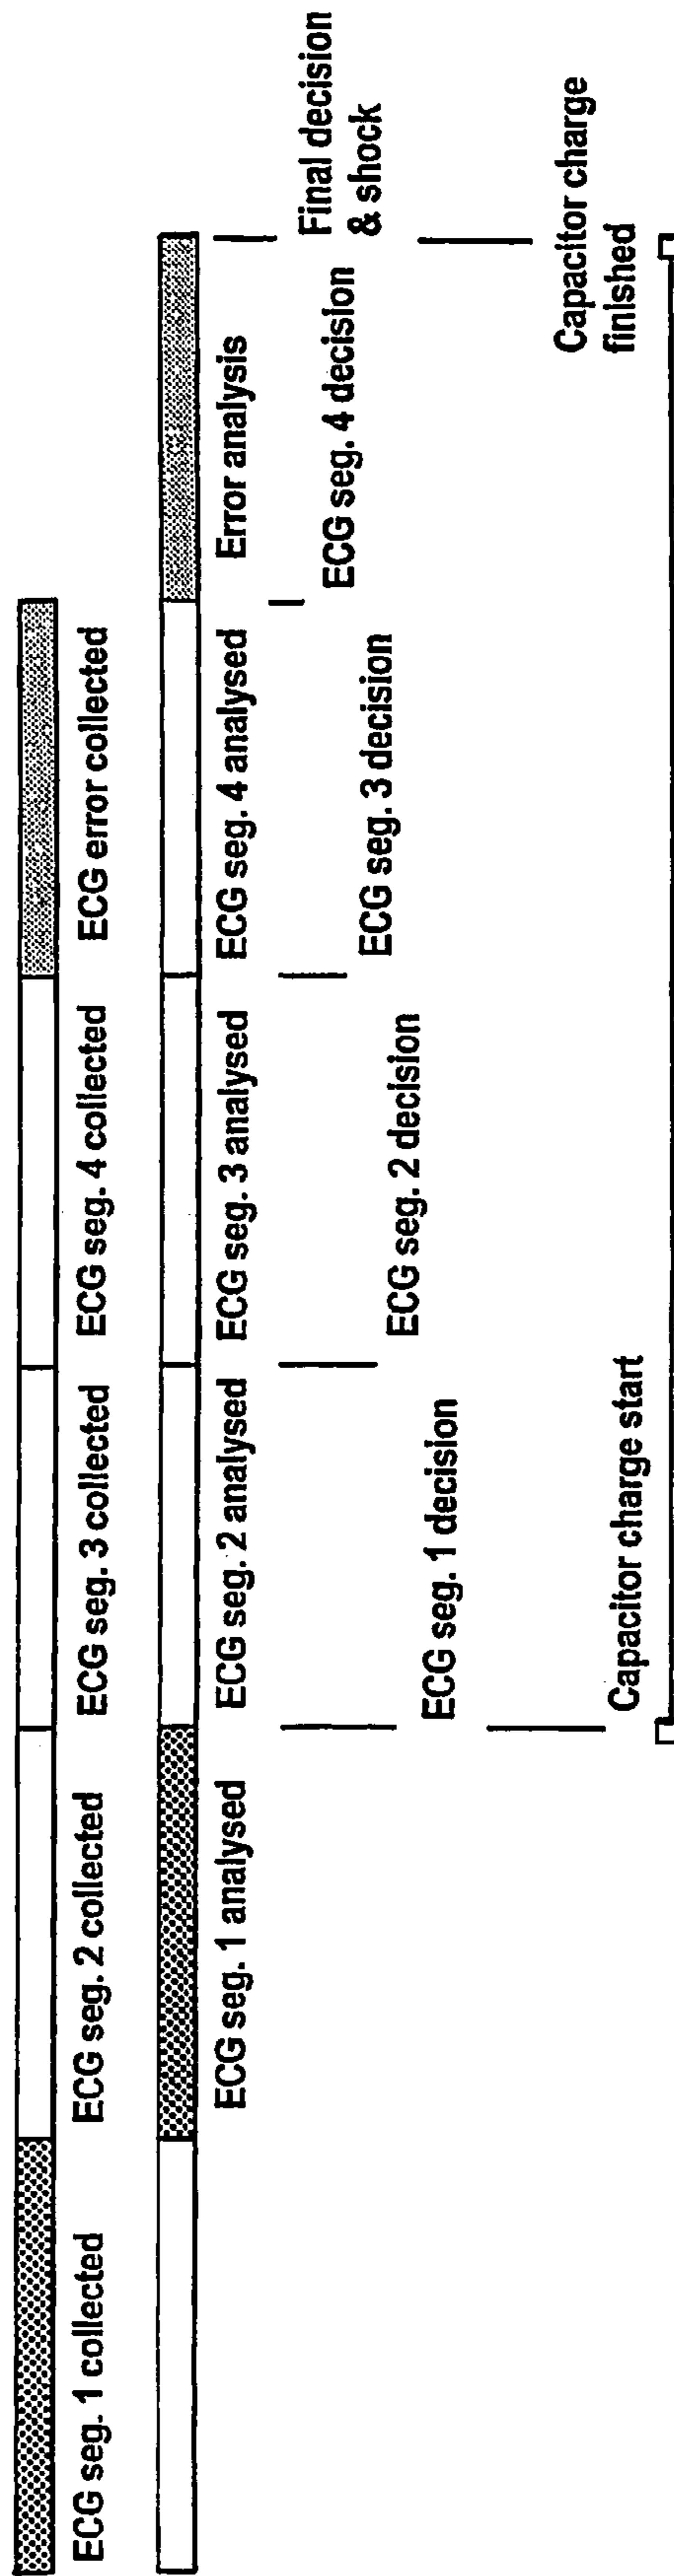 ECG seg. 1 collected
ECG seg. 2 collected
ECG seg. 3 collected
ECG seg. 4 collected
ECG error collected
ECG seg. 1 analysed
ECG seg. 2 analysed
ECG seg. 3 analysed
ECG seg. 4 analysed
Error analysis
ECG seg. 1 decision
ECG seg. 2 decision
ECG seg. 3 decision
ECG seg. 4 decision
Final decision
& shock
Capacitor charge start
Capacitor charge
finished